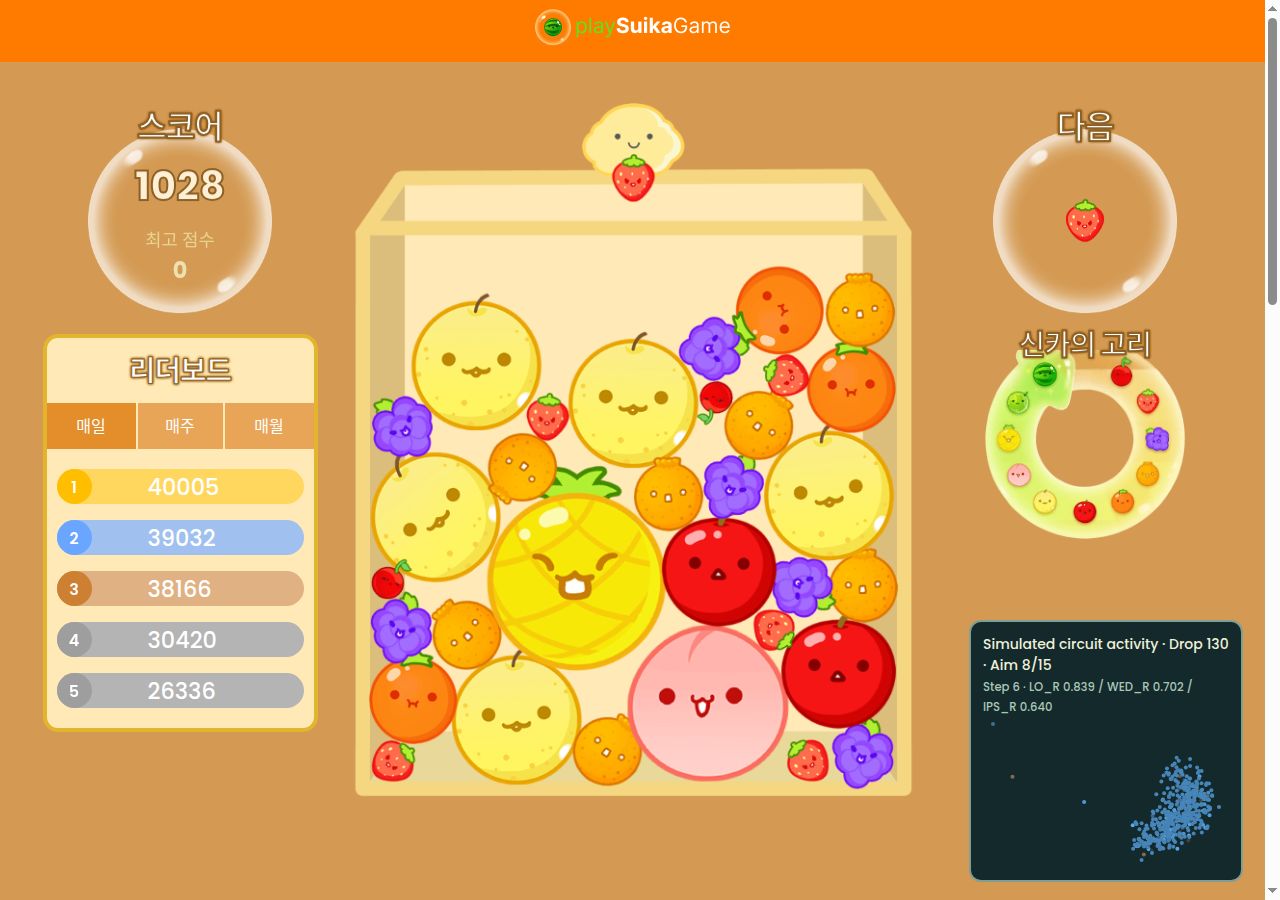 playSuikaGame
스코어
1028
최고 점수
0
다음
리더보드
매일 매주 매월
1 40005
2 39032
3 38166
4 30420
5 26336
신카의 고리
Simulated circuit activity · Drop 130
· Aim 8/15
Step 6 · LO_R 0.839 / WED_R 0.702 /
IPS_R 0.640